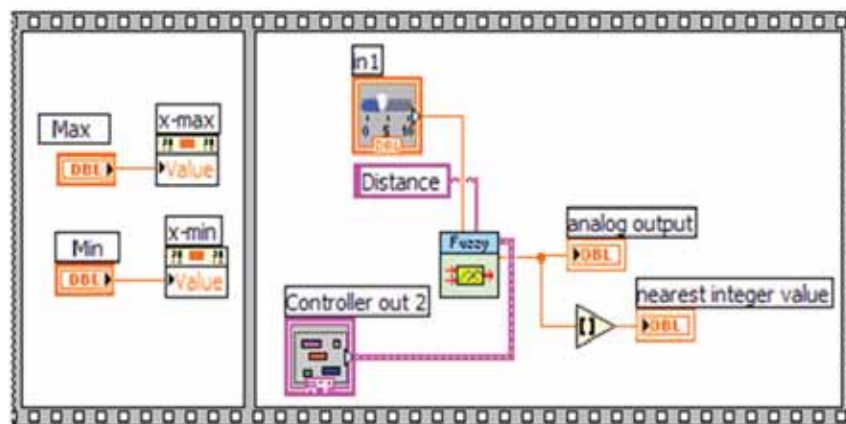 Max
x-max
DBL
Value
Min
x-min
DBL
Value
in1
0 5 10
DBL
Distance
Fuzzy
analog output
DBL
nearest integer value
DBL
Controller out 2